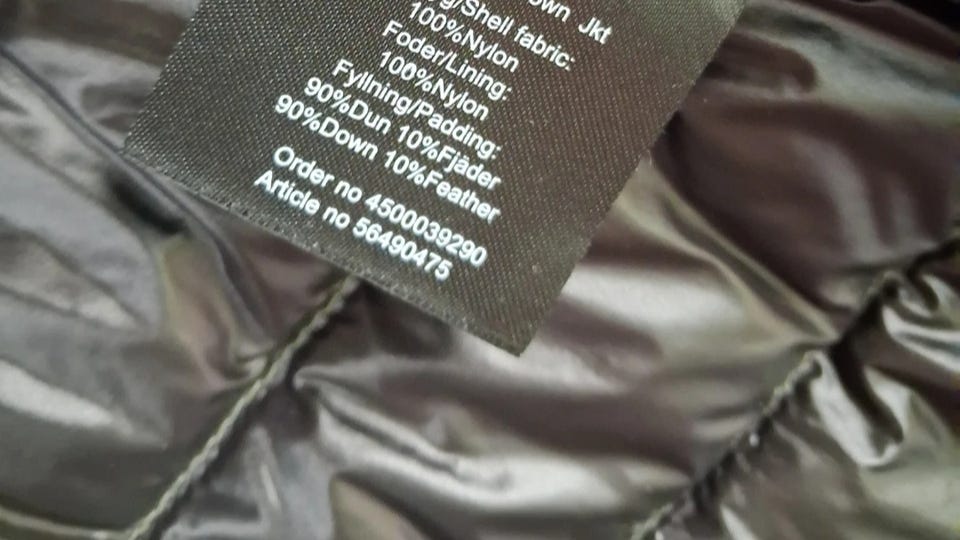 Jkt
/Shell fabric:
100%Nylon
Foder/Lining:
100%Nylon
Fyllning/Padding:
90%Dun 10%Fjäder
90%Down 10%Feather
Order no 4500039290
Article no 56490475